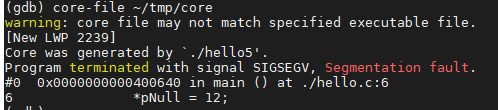 (gdb) core-file ~/tmp/core
warning: core file may not match specified executable file.
[New LWP 2239]
Core was generated by `./hello5'.
Program terminated with signal SIGSEGV, Segmentation fault.
#0  0x0000000000400640 in main () at ./hello.c:6
6               *pNull = 12;
(gdb)